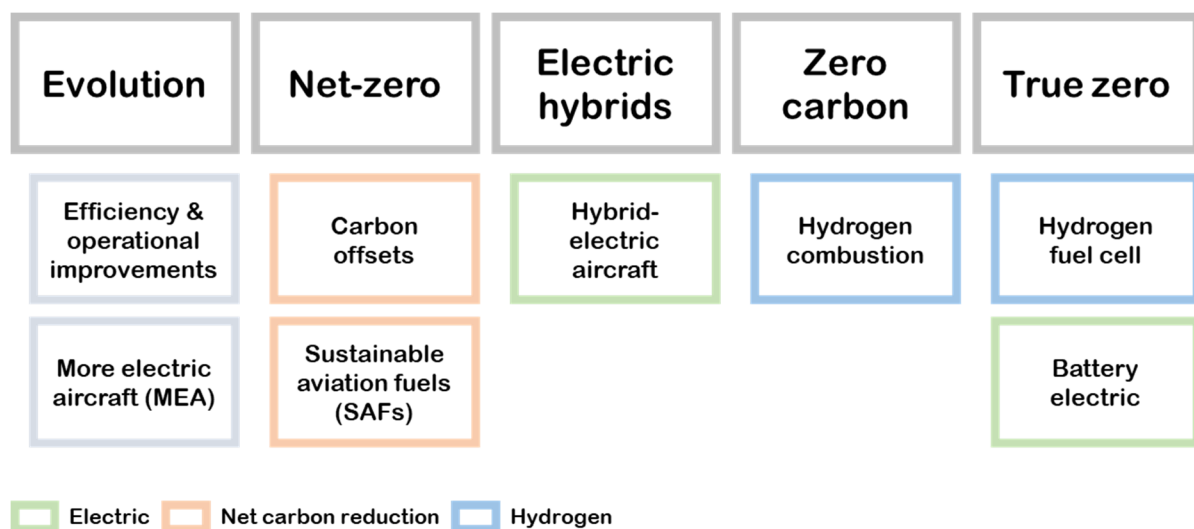 Evolution
Net-zero
Electric
hybrids
Zero
carbon
True zero
Efficiency &
operational
improvements
Carbon
offsets
Hybrid-
electric
aircraft
Hydrogen
combustion
Hydrogen
fuel cell
More electric
aircraft (MEA)
Sustainable
aviation fuels
(SAFs)
Battery
electric
Electric
Net carbon reduction
Hydrogen